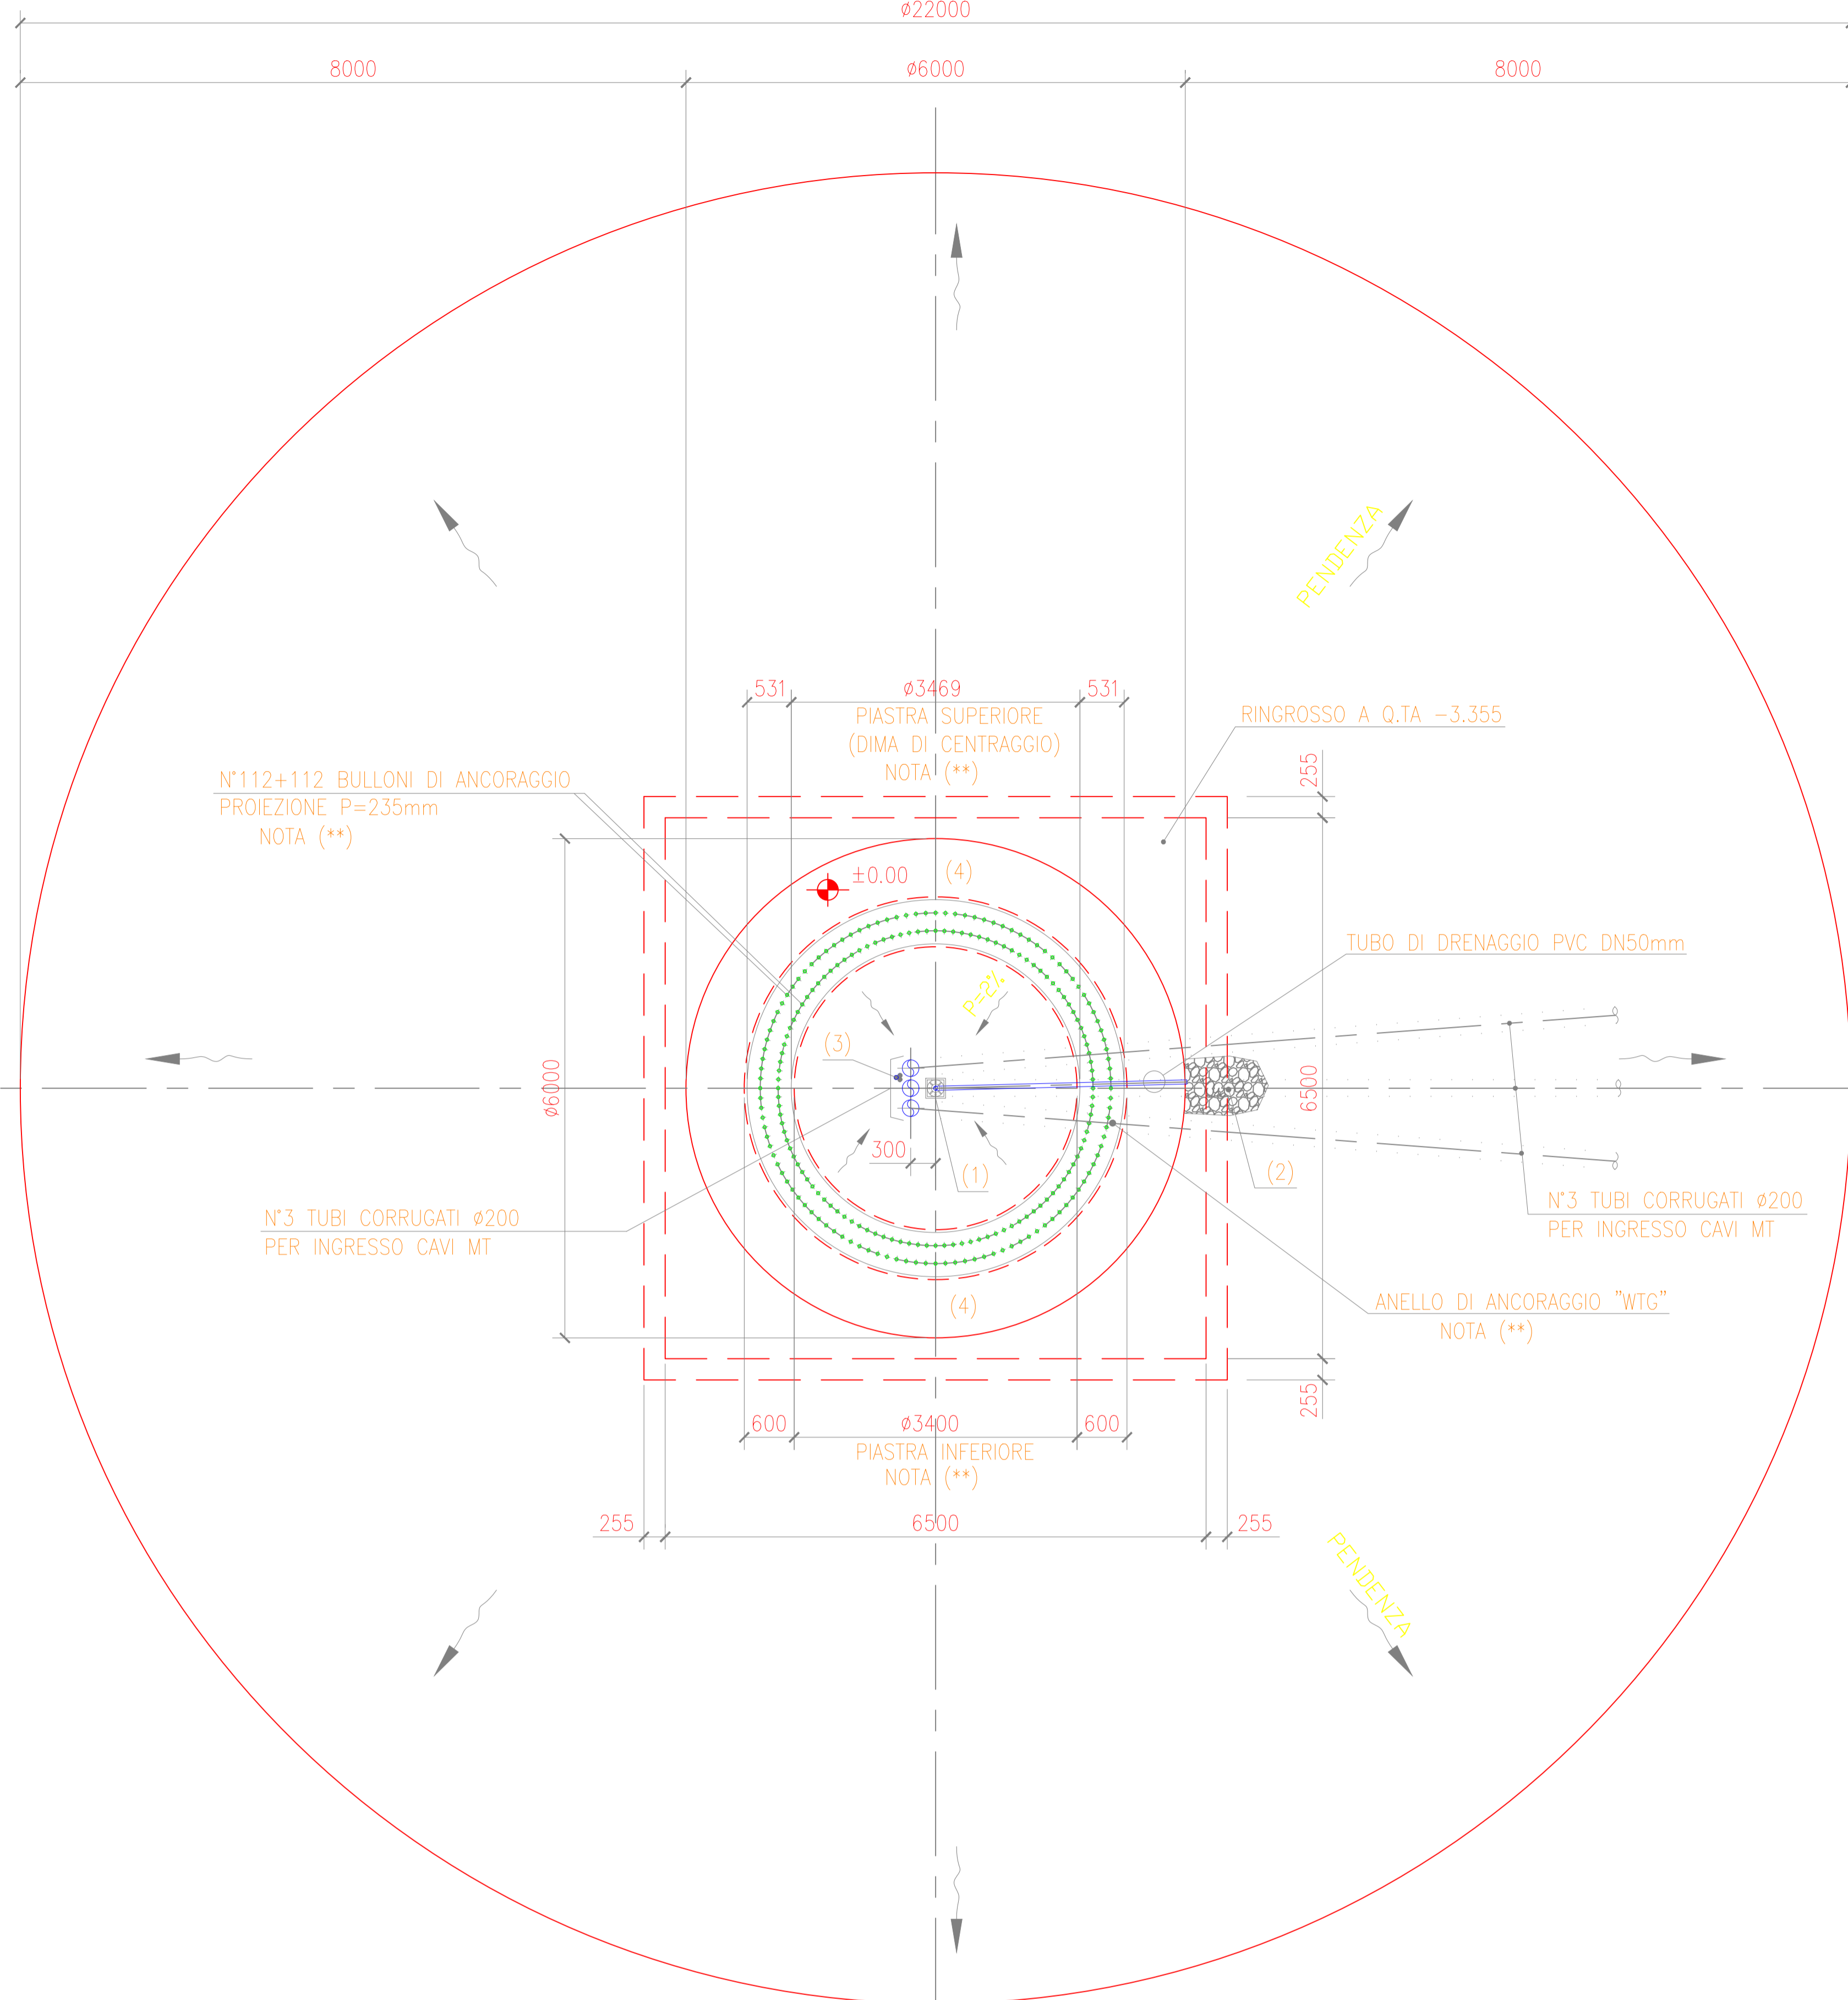 ø22000
8000
ø6000
8000
PENDENZA
531
ø3469
531
PIASTRA SUPERIORE
(DIMA DI CENTRAGGIO)
NOTA (**)
RINGROSSO A Q.TA -3.355
255
N°112+112 BULLONI DI ANCORAGGIO
PROIEZIONE P=235mm
NOTA (**)
±0.00
(4)
TUBO DI DRENAGGIO PVC DN50mm
P=2%
(3)
ø6000
6500
300
(1)
(2)
N°3 TUBI CORRUGATI ø200
PER INGRESSO CAVI MT
N°3 TUBI CORRUGATI ø200
PER INGRESSO CAVI MT
(4)
ANELLO DI ANCORAGGIO "WTG"
NOTA (**)
255
600
ø3400
600
PIASTRA INFERIORE
NOTA (**)
255
6500
255
PENDENZA